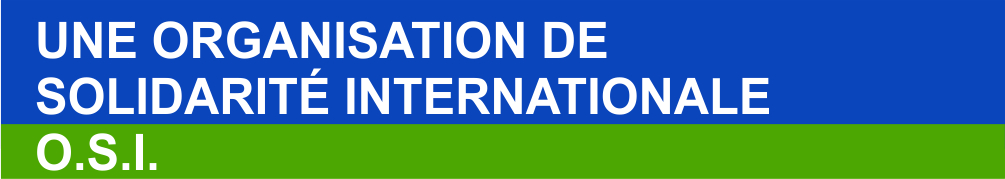 UNE ORGANISATION DE
SOLIDARITÉ INTERNATIONALE
O.S.I.